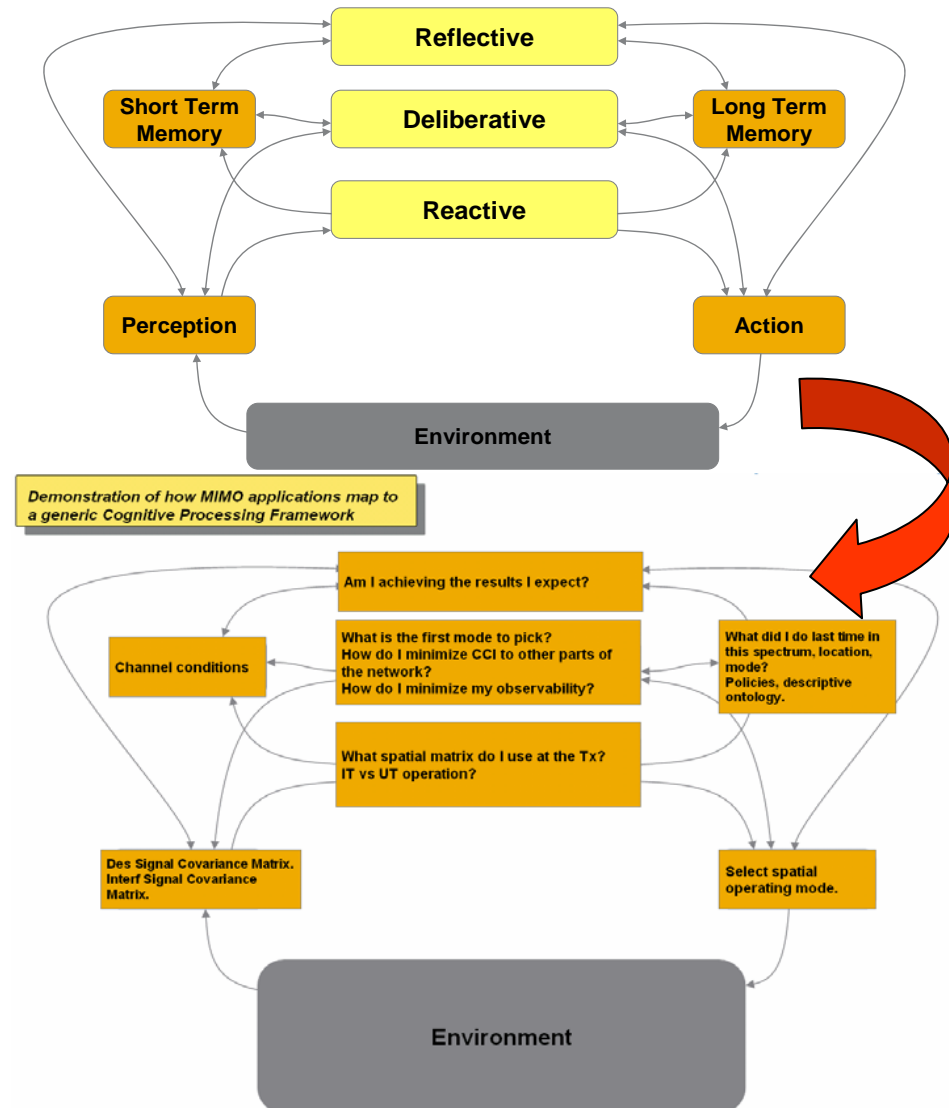 Reflective
Short Term
Memory
Deliberative
Long Term
Memory
Reactive
Perception
Action
Environment
Demonstration of how MIMO applications map to
a generic Cognitive Processing Framework
Am I achieving the results I expect?
Channel conditions
What is the first mode to pick?
How do I minimize CCI to other parts of
the network?
How do I minimize my observability?
What did I do last time in
this spectrum, location,
mode?
Policies, descriptive
ontology.
What spatial matrix do I use at the Tx?
IT vs UT operation?
Des Signal Covariance Matrix.
Interf Signal Covariance
Matrix.
Select spatial
operating mode.
Environment